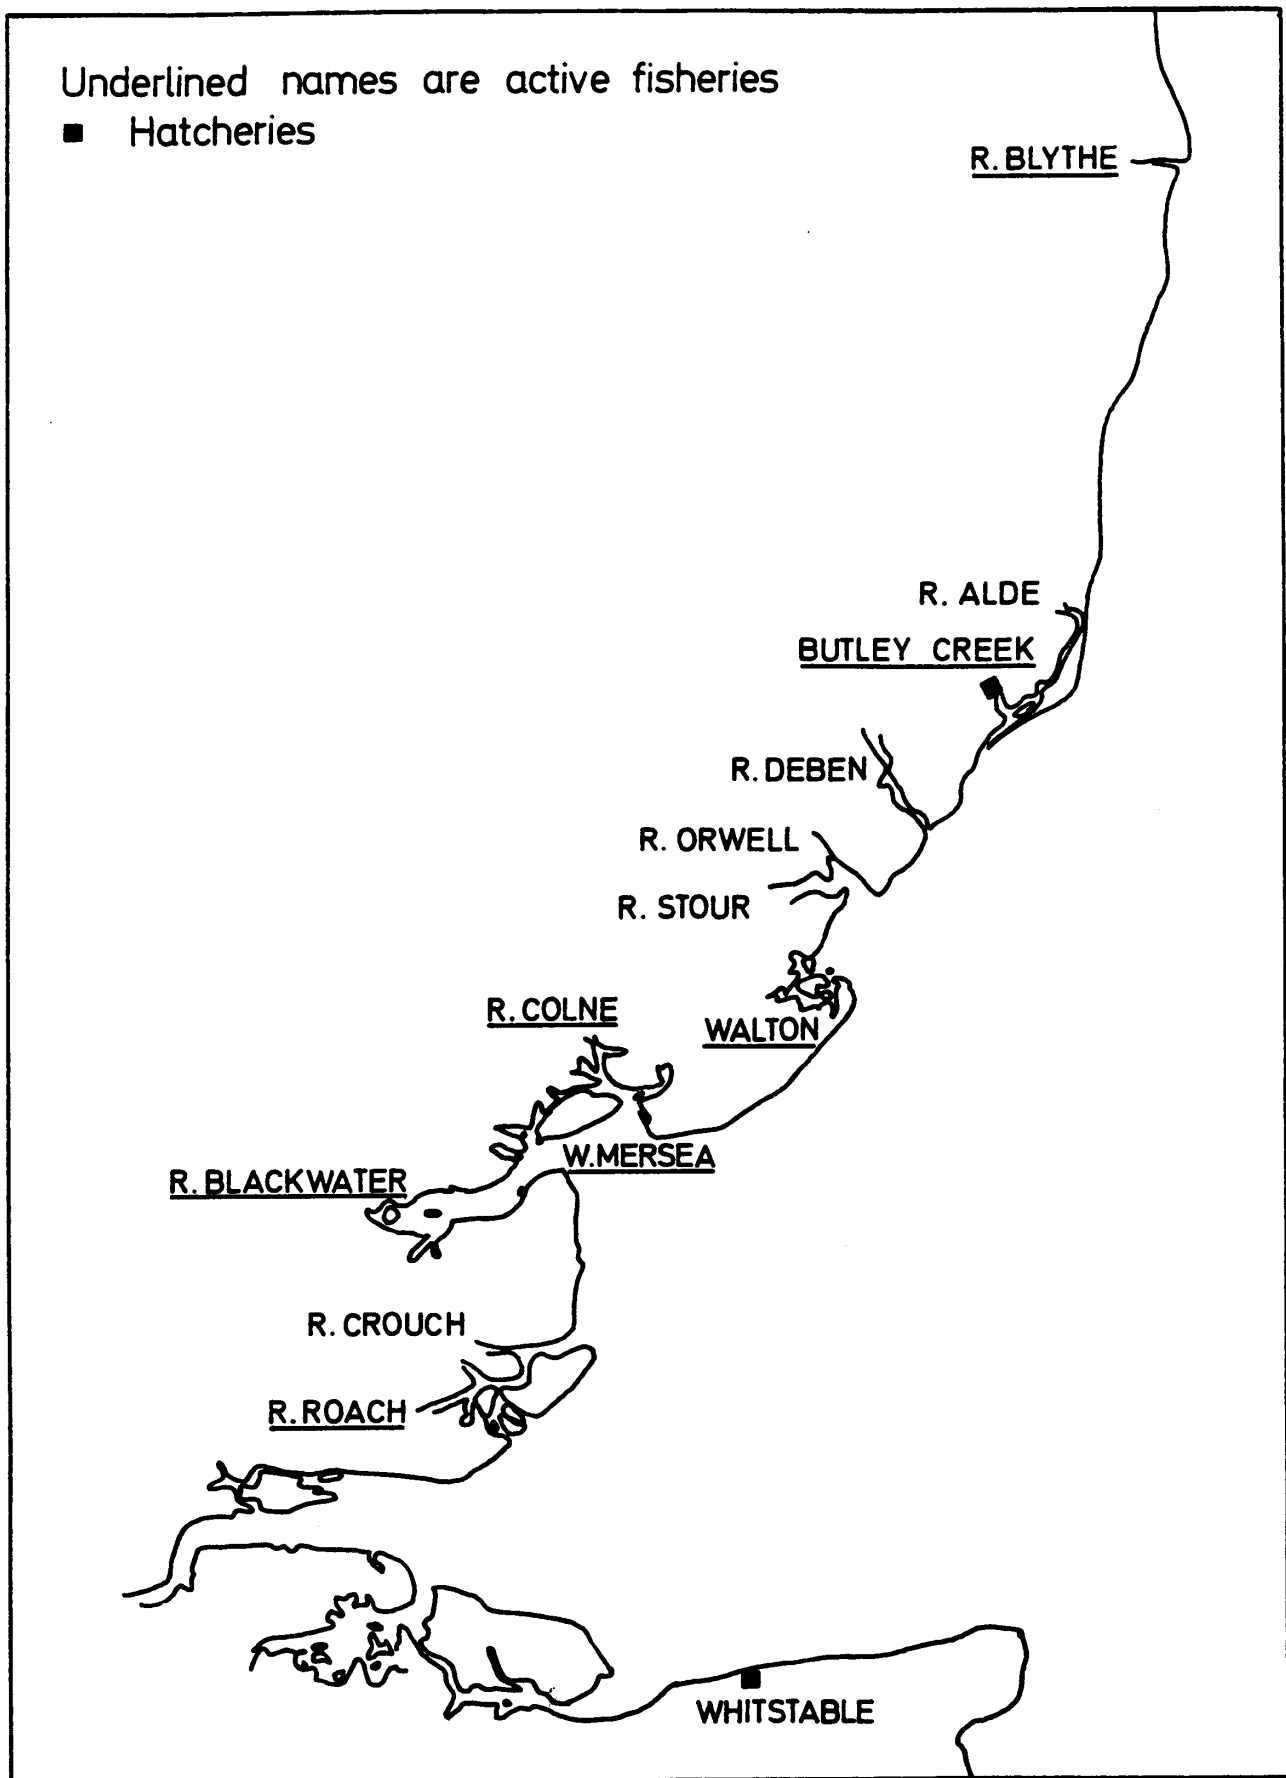 Underlined names are active fisheries
■ Hatcheries
R. BLYTHE
R. ALDE
BUTLEY CREEK
R. DEBEN
R. ORWELL
R. STOUR
R. COLNE
WALTON
W. MERSEA
R. BLACKWATER
R. CROUCH
R. ROACH
WHITSTABLE